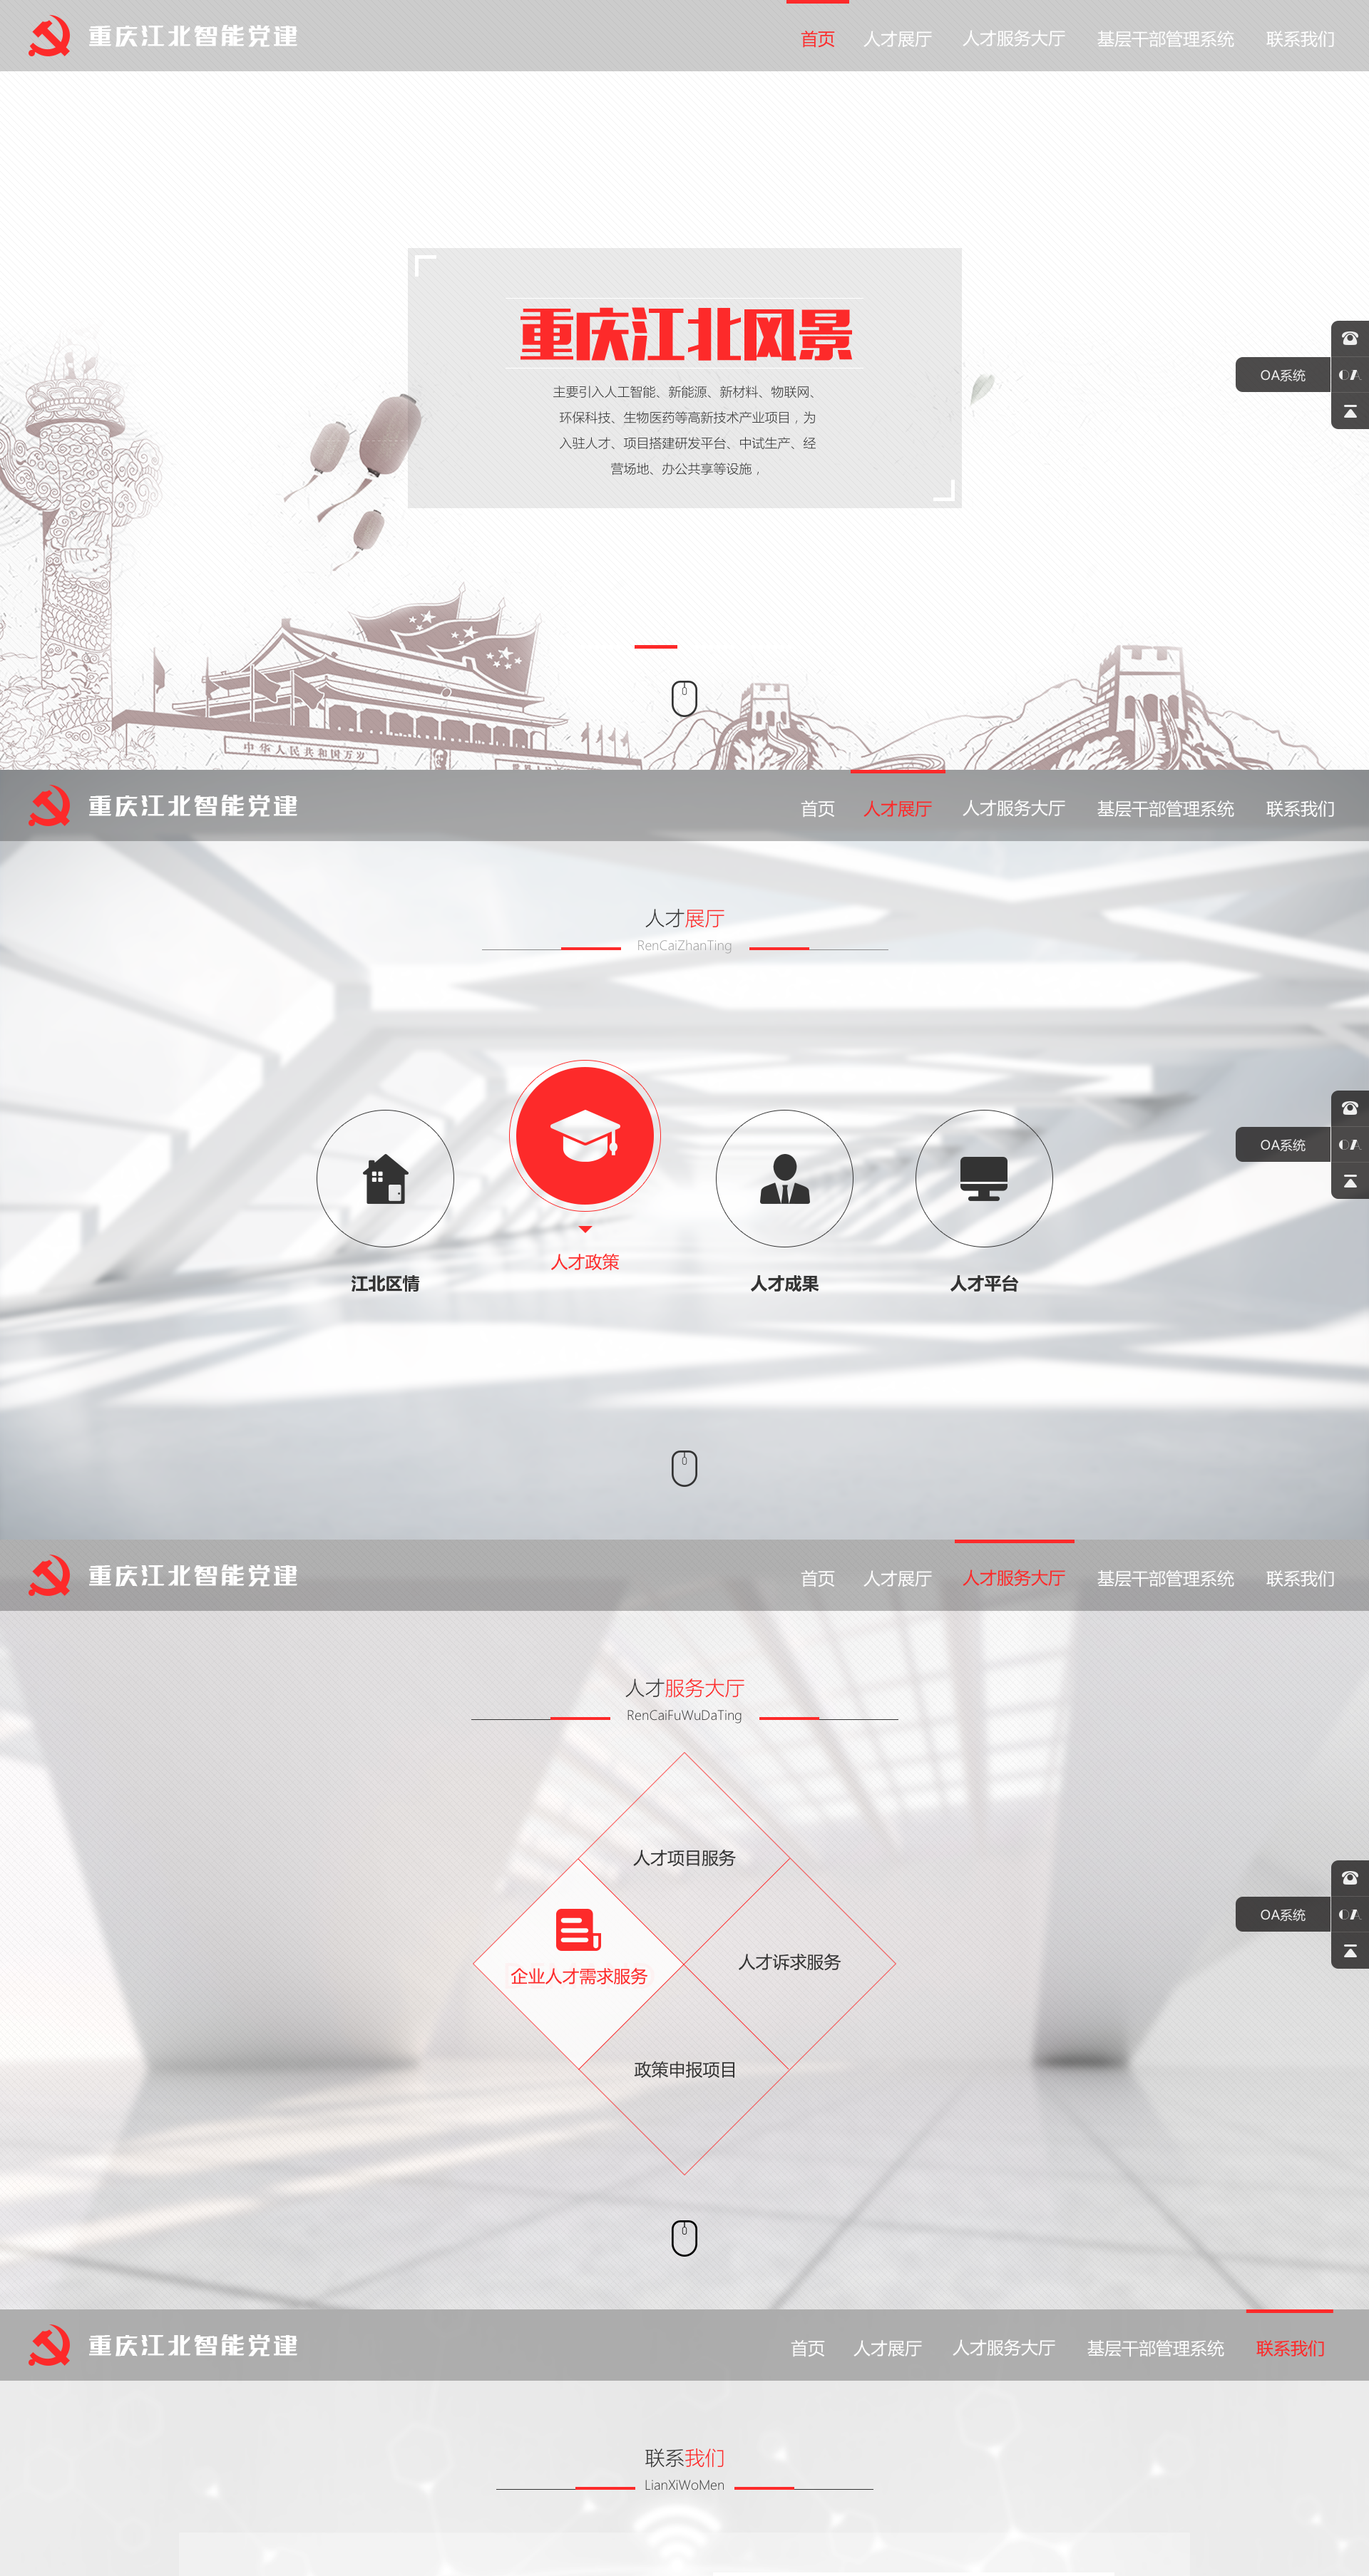 重庆江北智能党建
首页 人才展厅 人才服务大厅 基层干部管理系统 联系我们
重庆江北风景
主要引入人工智能、新能源、新材料、物联网、
环保科技、生物医药等高新技术产业项目，为
入驻人才、项目搭建研发平台、中试生产、经
营场地、办公共享等设施，
OA系统 OA
中华人民共和国万岁
重庆江北智能党建
首页 人才展厅 人才服务大厅 基层干部管理系统 联系我们
人才展厅
RenCaiZhanTing
OA系统 OA
人才政策
江北区情 人才成果 人才平台
重庆江北智能党建
首页 人才展厅 人才服务大厅 基层干部管理系统 联系我们
人才服务大厅
RenCaiFuWuDaTing
人才项目服务
OA系统 OA
人才诉求服务
企业人才需求服务
政策申报项目
重庆江北智能党建
首页 人才展厅 人才服务大厅 基层干部管理系统 联系我们
联系我们
LianXiWoMen